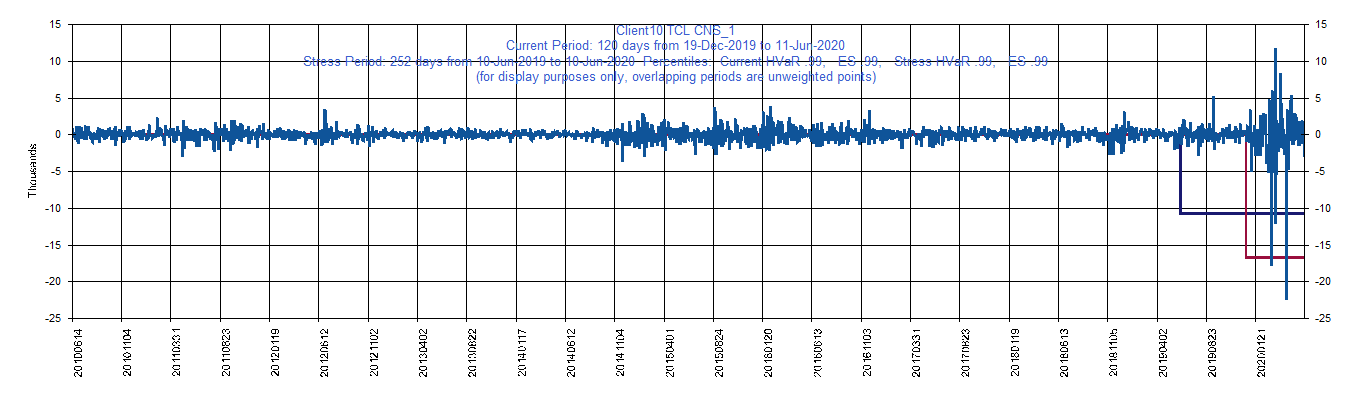 Client10 TCL CNS_1
Current Period: 120 days from 19-Dec-2019 to 11-Jun-2020
Stress Period: 252 days from 10-Jun-2019 to 10-Jun-2020 Percentiles: Current HVaR .99, ES .99, Stress HVaR .99, ES .99
(for display purposes only, overlapping periods are unweighted points)
15 15
10 10
5 5
0 0
-5 -5
-10 -10
-15 -15
-20 -20
-25 -25
Thousands
20100614 20101104 20110331 20110823 20120119 20120612 20121102 20130402 20130822 20140117 20140612 20141104 20150401 20150824 20160120 20160613 20161103 20170331 20170823 20180119 20180613 20181105 20190402 20190823 20200121